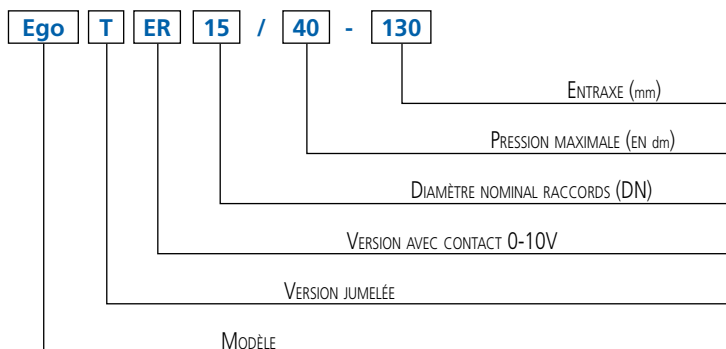 Ego T ER 15 / 40 - 130
ENTRAXE (mm)
PRESSION MAXIMALE (EN dm)
DIAMÈTRE NOMINAL RACCORDS (DN)
VERSION AVEC CONTACT 0-10V
VERSION JUMELÉE
MODÈLE